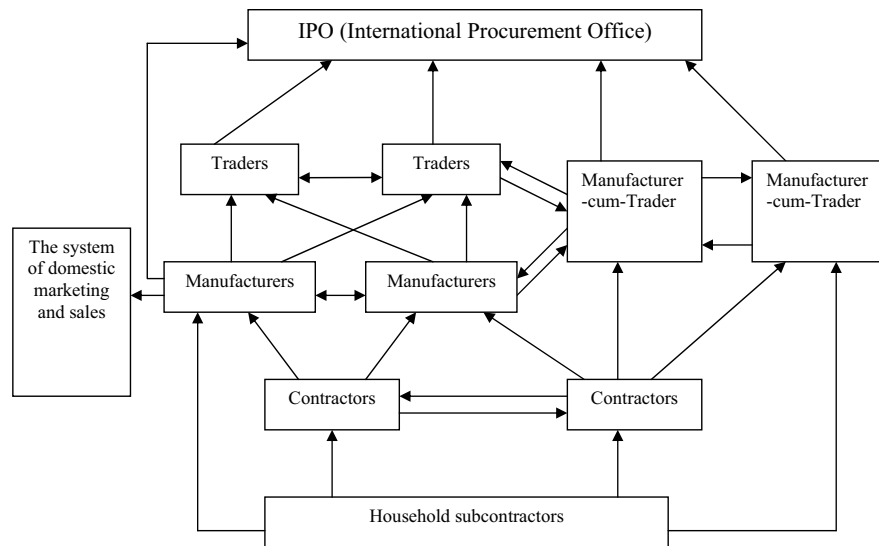 IPO (International Procurement Office)
Traders
Traders
Manufacturer
-cum-Trader
Manufacturer
-cum-Trader
The system
of domestic
marketing
and sales
Manufacturers
Manufacturers
Contractors
Contractors
Household subcontractors